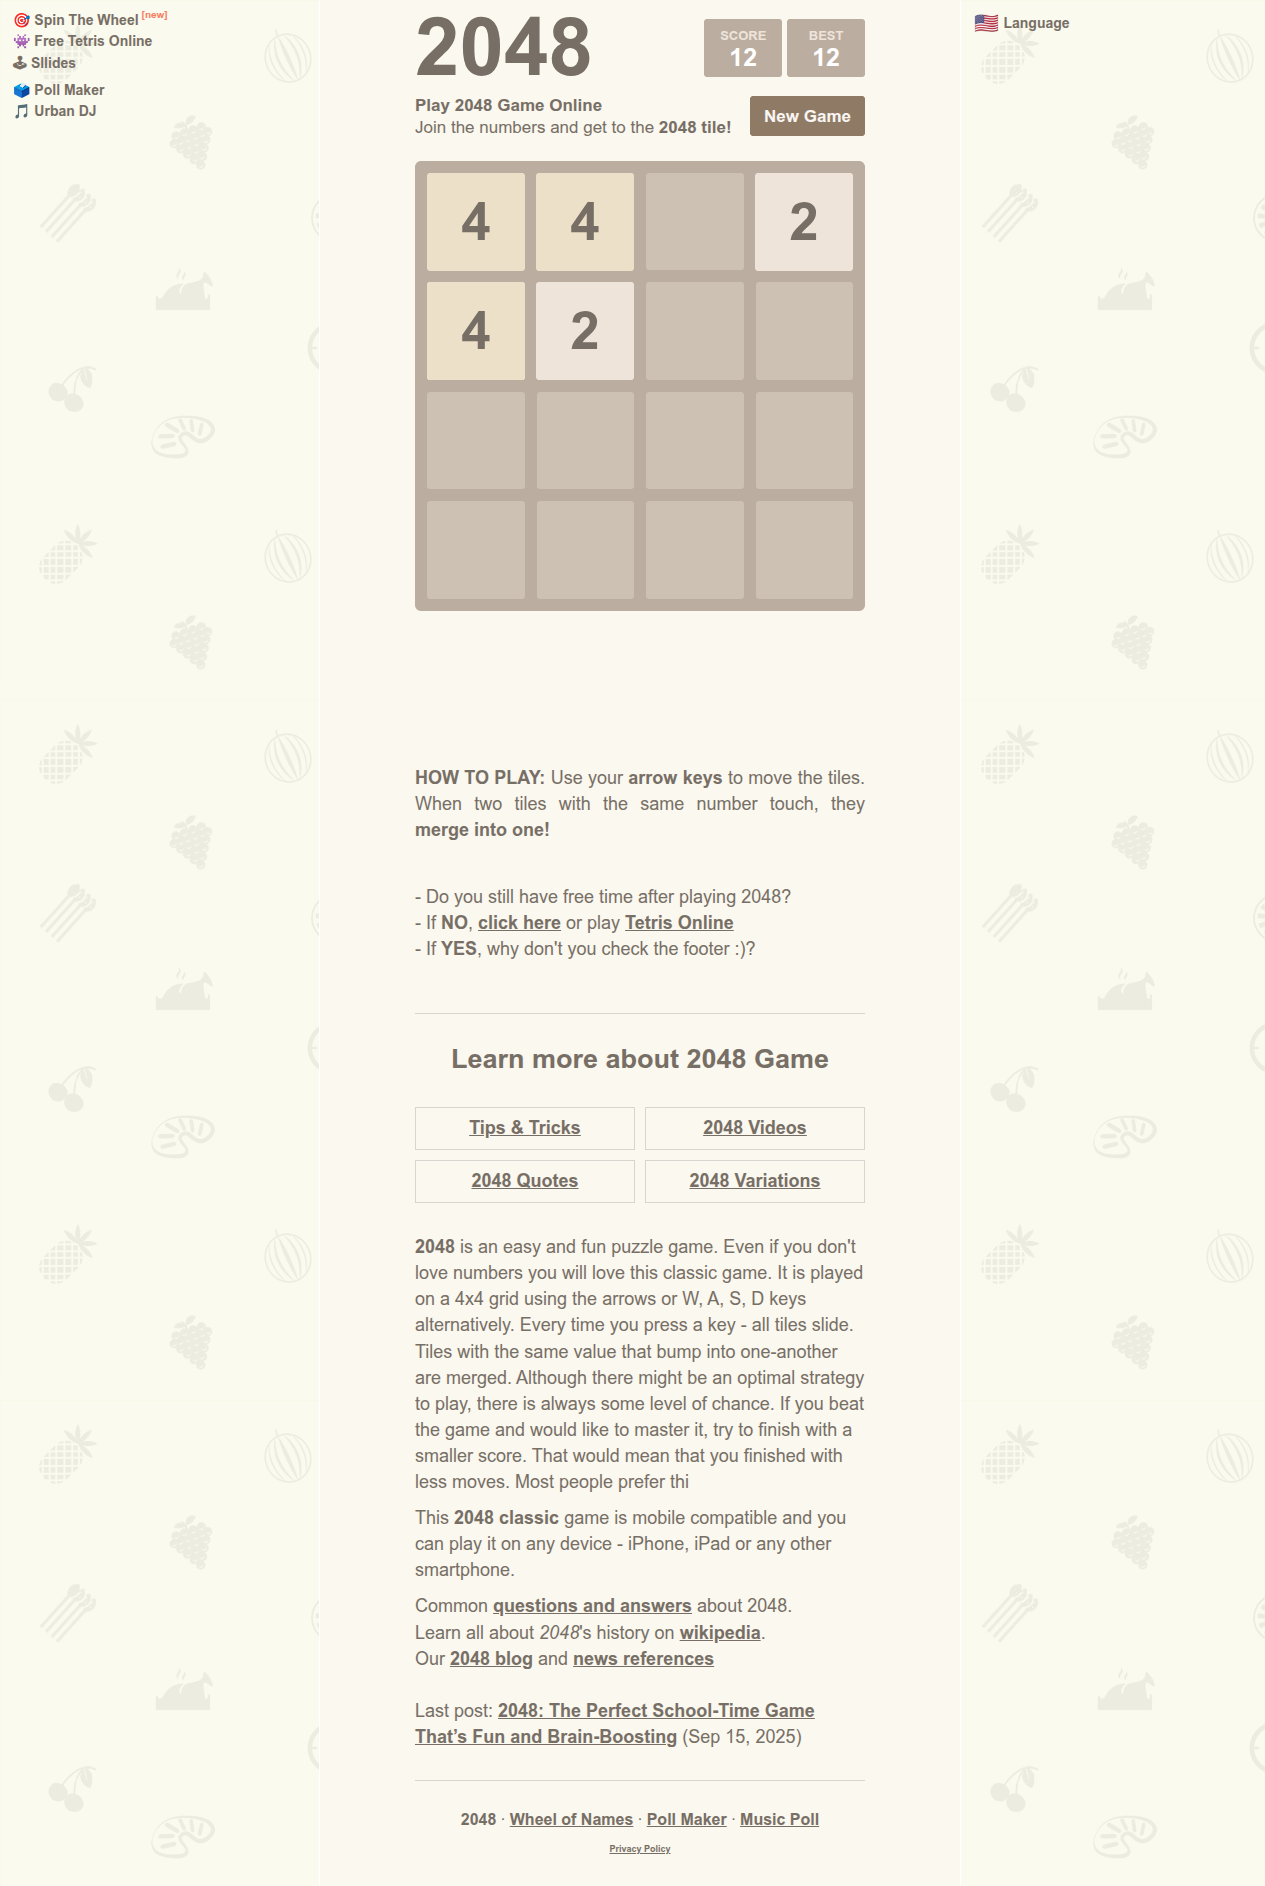 🎯 Spin The Wheel [new]
👾 Free Tetris Online
🕹 Sllides
🗳 Poll Maker
🎵 Urban DJ
🇺🇸 Language
2048
SCORE
12
BEST
12
Play 2048 Game Online
Join the numbers and get to the 2048 tile!
New Game
4 4 2
4 2
HOW TO PLAY: Use your arrow keys to move the tiles.
When two tiles with the same number touch, they
merge into one!
- Do you still have free time after playing 2048?
- If NO, click here or play Tetris Online
- If YES, why don't you check the footer :)?
Learn more about 2048 Game
Tips & Tricks
2048 Videos
2048 Quotes
2048 Variations
2048 is an easy and fun puzzle game. Even if you don't
love numbers you will love this classic game. It is played
on a 4x4 grid using the arrows or W, A, S, D keys
alternatively. Every time you press a key - all tiles slide.
Tiles with the same value that bump into one-another
are merged. Although there might be an optimal strategy
to play, there is always some level of chance. If you beat
the game and would like to master it, try to finish with a
smaller score. That would mean that you finished with
less moves. Most people prefer thi
This 2048 classic game is mobile compatible and you
can play it on any device - iPhone, iPad or any other
smartphone.
Common questions and answers about 2048.
Learn all about 2048's history on wikipedia.
Our 2048 blog and news references
Last post: 2048: The Perfect School-Time Game
That’s Fun and Brain-Boosting (Sep 15, 2025)
2048 · Wheel of Names · Poll Maker · Music Poll
Privacy Policy